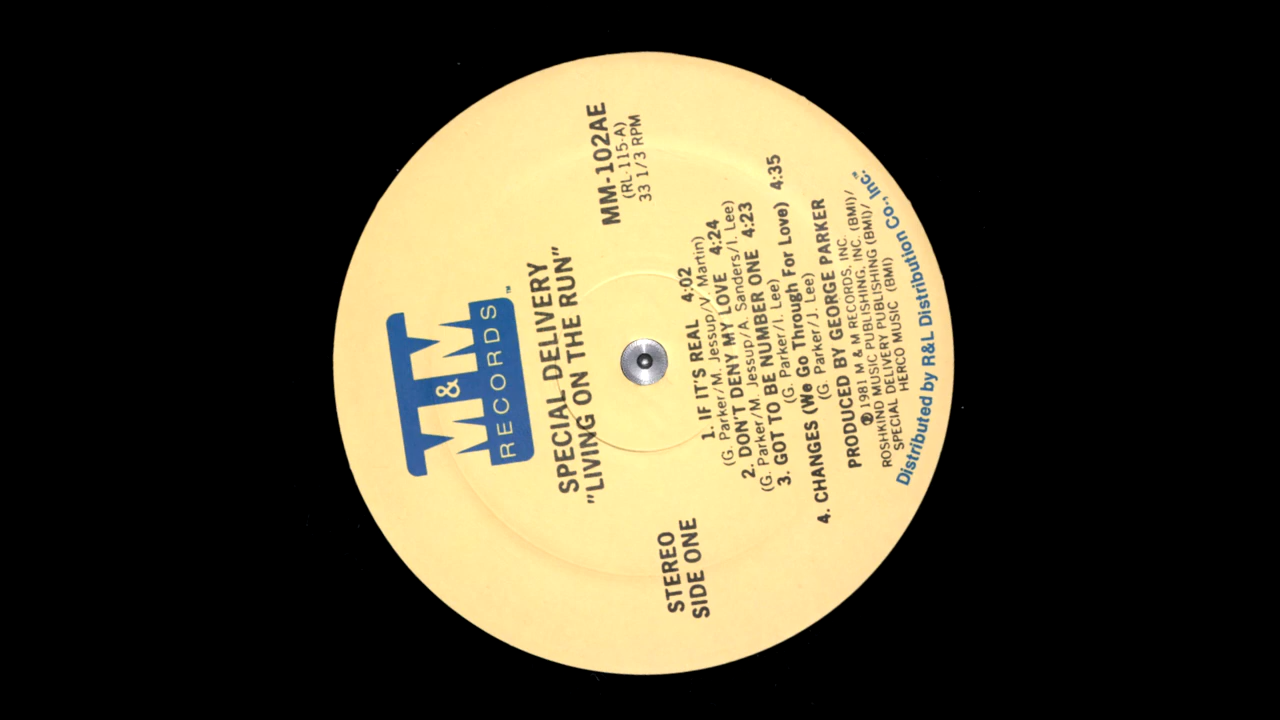 M&M
RECORDS™
SPECIAL DELIVERY
"LIVING ON THE RUN"
MM-102AE
(RL-115-A)
33 1/3 RPM
STEREO
SIDE ONE
1. IF IT'S REAL 4:02
(G. Parker/M. Jessup/V. Martin)
2. DON'T DENY MY LOVE 4:24
(G. Parker/M. Jessup/A. Sanders/I. Lee)
3. GOT TO BE NUMBER ONE 4:23
(G. Parker/I. Lee)
4. CHANGES (We Go Through For Love) 4:35
(G. Parker/J. Lee)
PRODUCED BY GEORGE PARKER
℗ 1981 M & M RECORDS, INC.
ROSHKIND MUSIC PUBLISHING, INC. (BMI)/
SPECIAL DELIVERY PUBLISHING (BMI)/
HERCO MUSIC (BMI)
Distributed by R&L Distribution Co., Inc.™